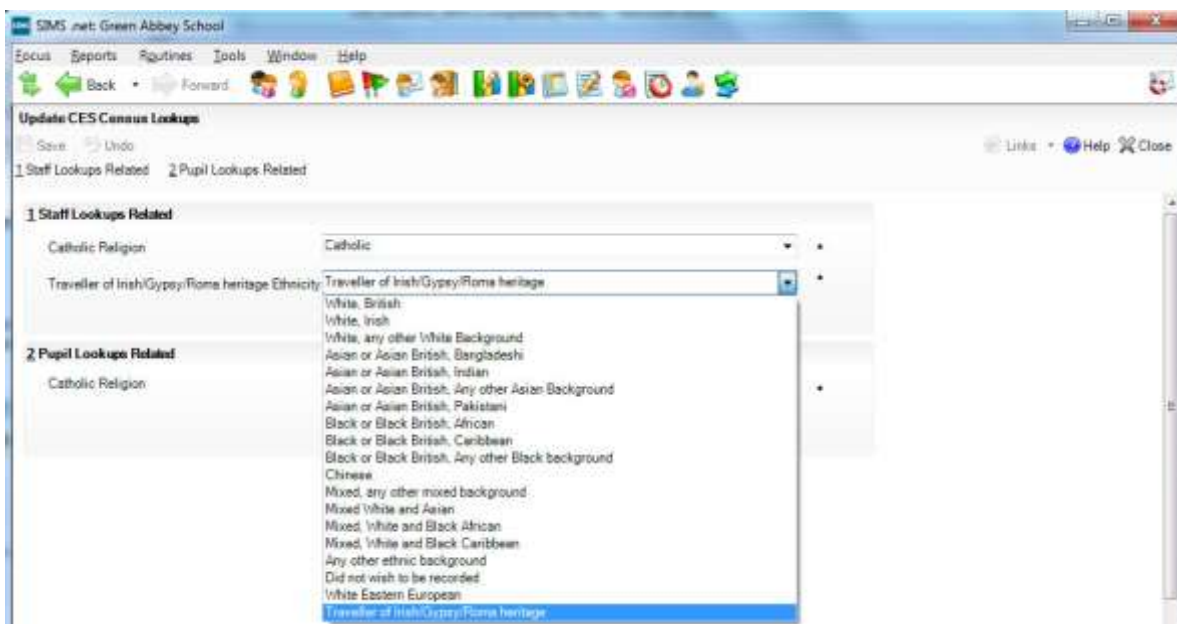 SIMS .net: Green Abbey School
Focus Reports Routines Tools Window Help
Back Forward
Update CES Census Lookups
Save Undo Links Help Close
1 Staff Lookups Related 2 Pupil Lookups Related
1 Staff Lookups Related
Catholic Religion Catholic
Traveller of Irish/Gypsy/Roma heritage Ethnicity Traveller of Irish/Gypsy/Roma heritage
White, British
White, Irish
White, any other White Background
2 Pupil Lookups Related
Asian or Asian British, Bangladeshi
Asian or Asian British, Indian
Catholic Religion
Asian or Asian British, Any other Asian Background
Asian or Asian British, Pakistani
Black or Black British, African
Black or Black British, Caribbean
Black or Black British, Any other Black background
Chinese
Mixed, any other mixed background
Mixed White and Asian
Mixed, White and Black African
Mixed, White and Black Caribbean
Any other ethnic background
Did not wish to be recorded
White Eastern European
Traveller of Irish/Gypsy/Roma heritage